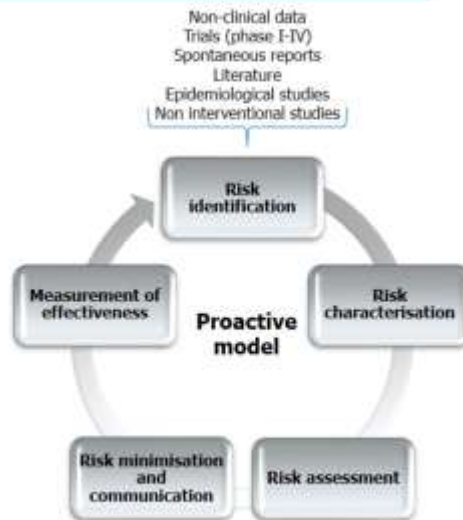 Non-clinical data
Trials (phase I-IV)
Spontaneous reports
Literature
Epidemiological studies
Non interventional studies
Risk
identification
Measurement of
effectiveness
Risk
characterisation
Proactive
model
Risk minimisation
and
communication
Risk assessment